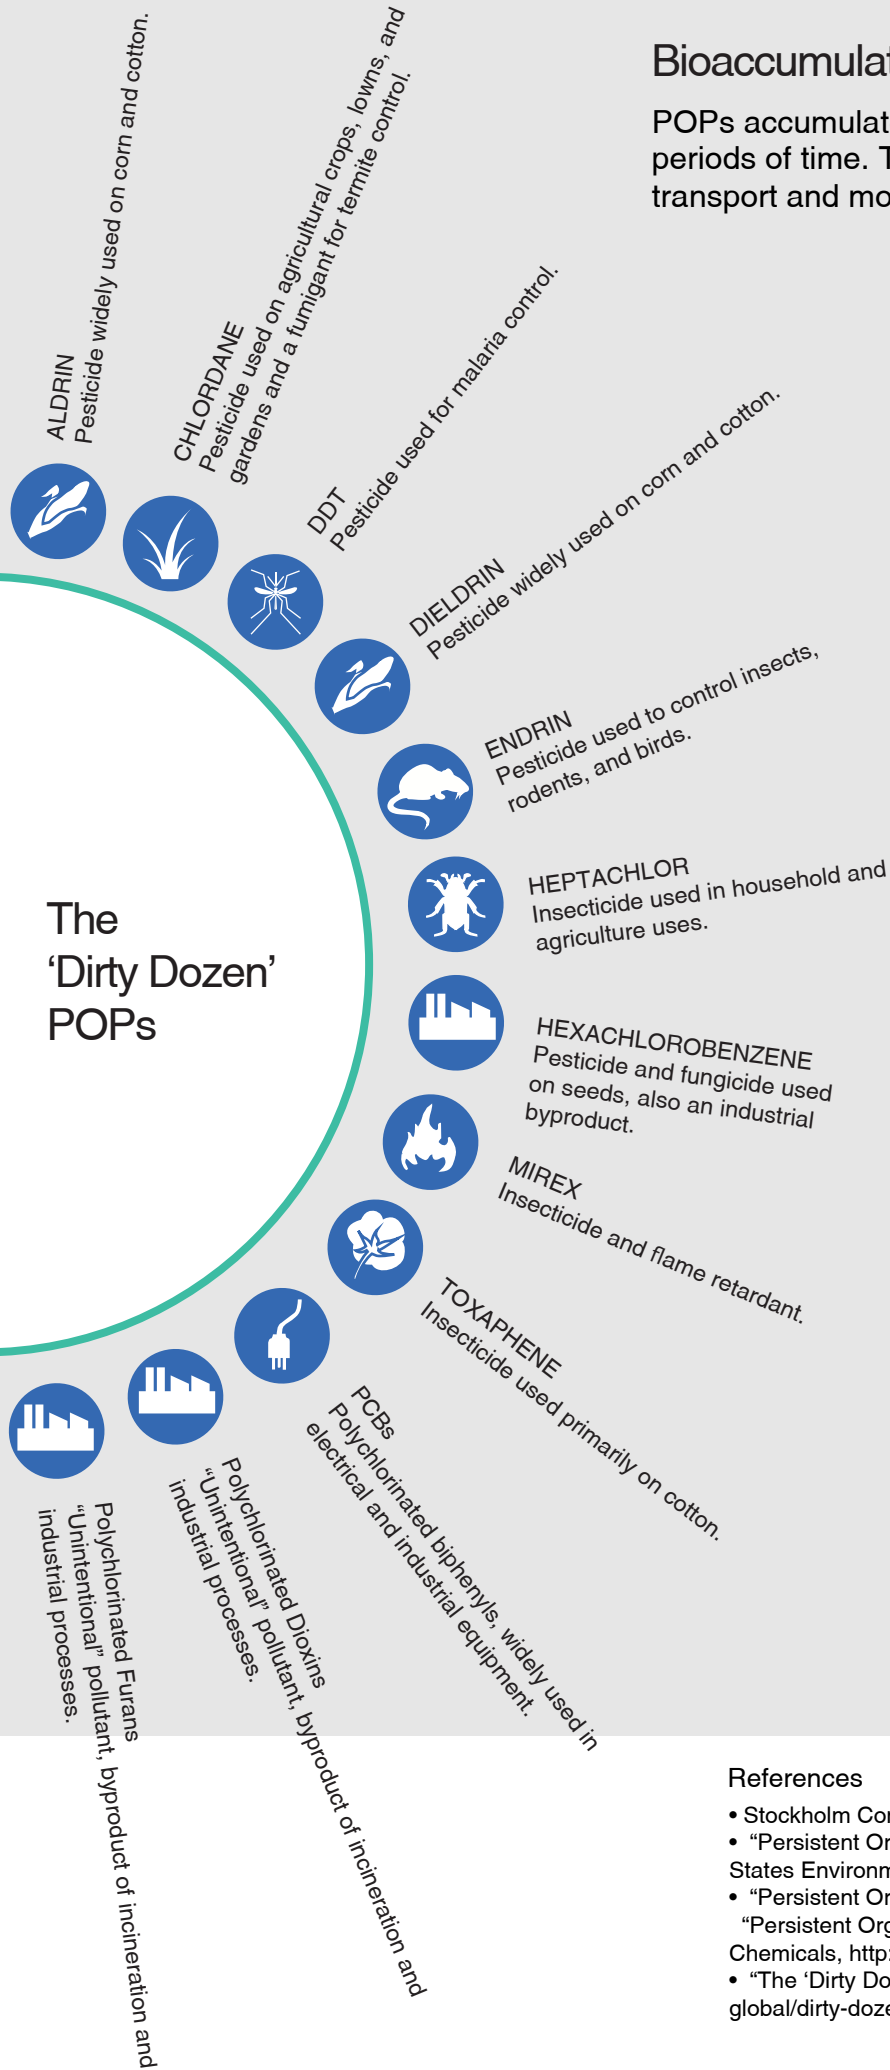 Bioaccumulat
POPs accumulat
periods of time. T
transport and mo
ALDRIN
Pesticide widely used on corn and cotton.
CHLORDANE
Pesticide used on agricultural crops, lowns, and
gardens and a fumigant for termite control.
DDT
Pesticide used for malaria control.
DIELDRIN
Pesticide widely used on corn and cotton.
ENDRIN
Pesticide used to control insects,
rodents, and birds.
HEPTACHLOR
Insecticide used in household and
agriculture uses.
The
‘Dirty Dozen’
POPs
HEXACHLOROBENZENE
Pesticide and fungicide used
on seeds, also an industrial
byproduct.
MIREX
Insecticide and flame retardant.
TOXAPHENE
Insecticide used primarily on cotton.
PCBs
Polychlorinated biphenyls, widely used in
electrical and industrial equipment.
Polychlorinated Dioxins
“Unintentional” pollutant, byproduct of incineration and
industrial processes.
Polychlorinated Furans
“Unintentional” pollutant, byproduct of incineration and
industrial processes.
References
• Stockholm Cor
• “Persistent Or
States Environm
• “Persistent Or
“Persistent Org
Chemicals, http:
• “The ‘Dirty Do
global/dirty-doze